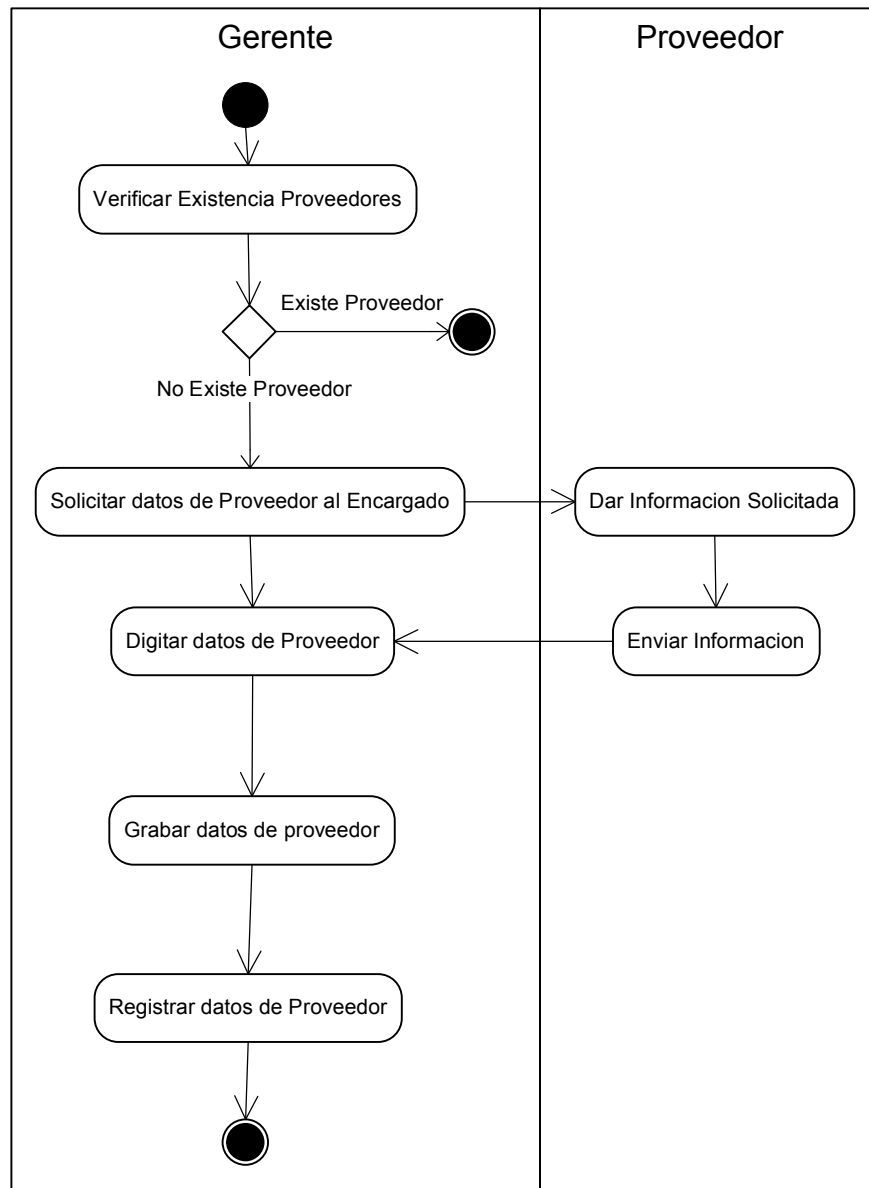 Gerente
Proveedor
Verificar Existencia Proveedores
Existe Proveedor
No Existe Proveedor
Solicitar datos de Proveedor al Encargado
Dar Informacion Solicitada
Digitar datos de Proveedor
Enviar Informacion
Grabar datos de proveedor
Registrar datos de Proveedor